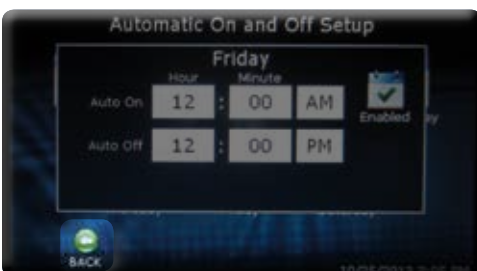 Automatic On and Off Setup
Friday
Hour Minute
Auto On 12 : 00 AM
Enabled
Auto Off 12 : 00 PM
BACK